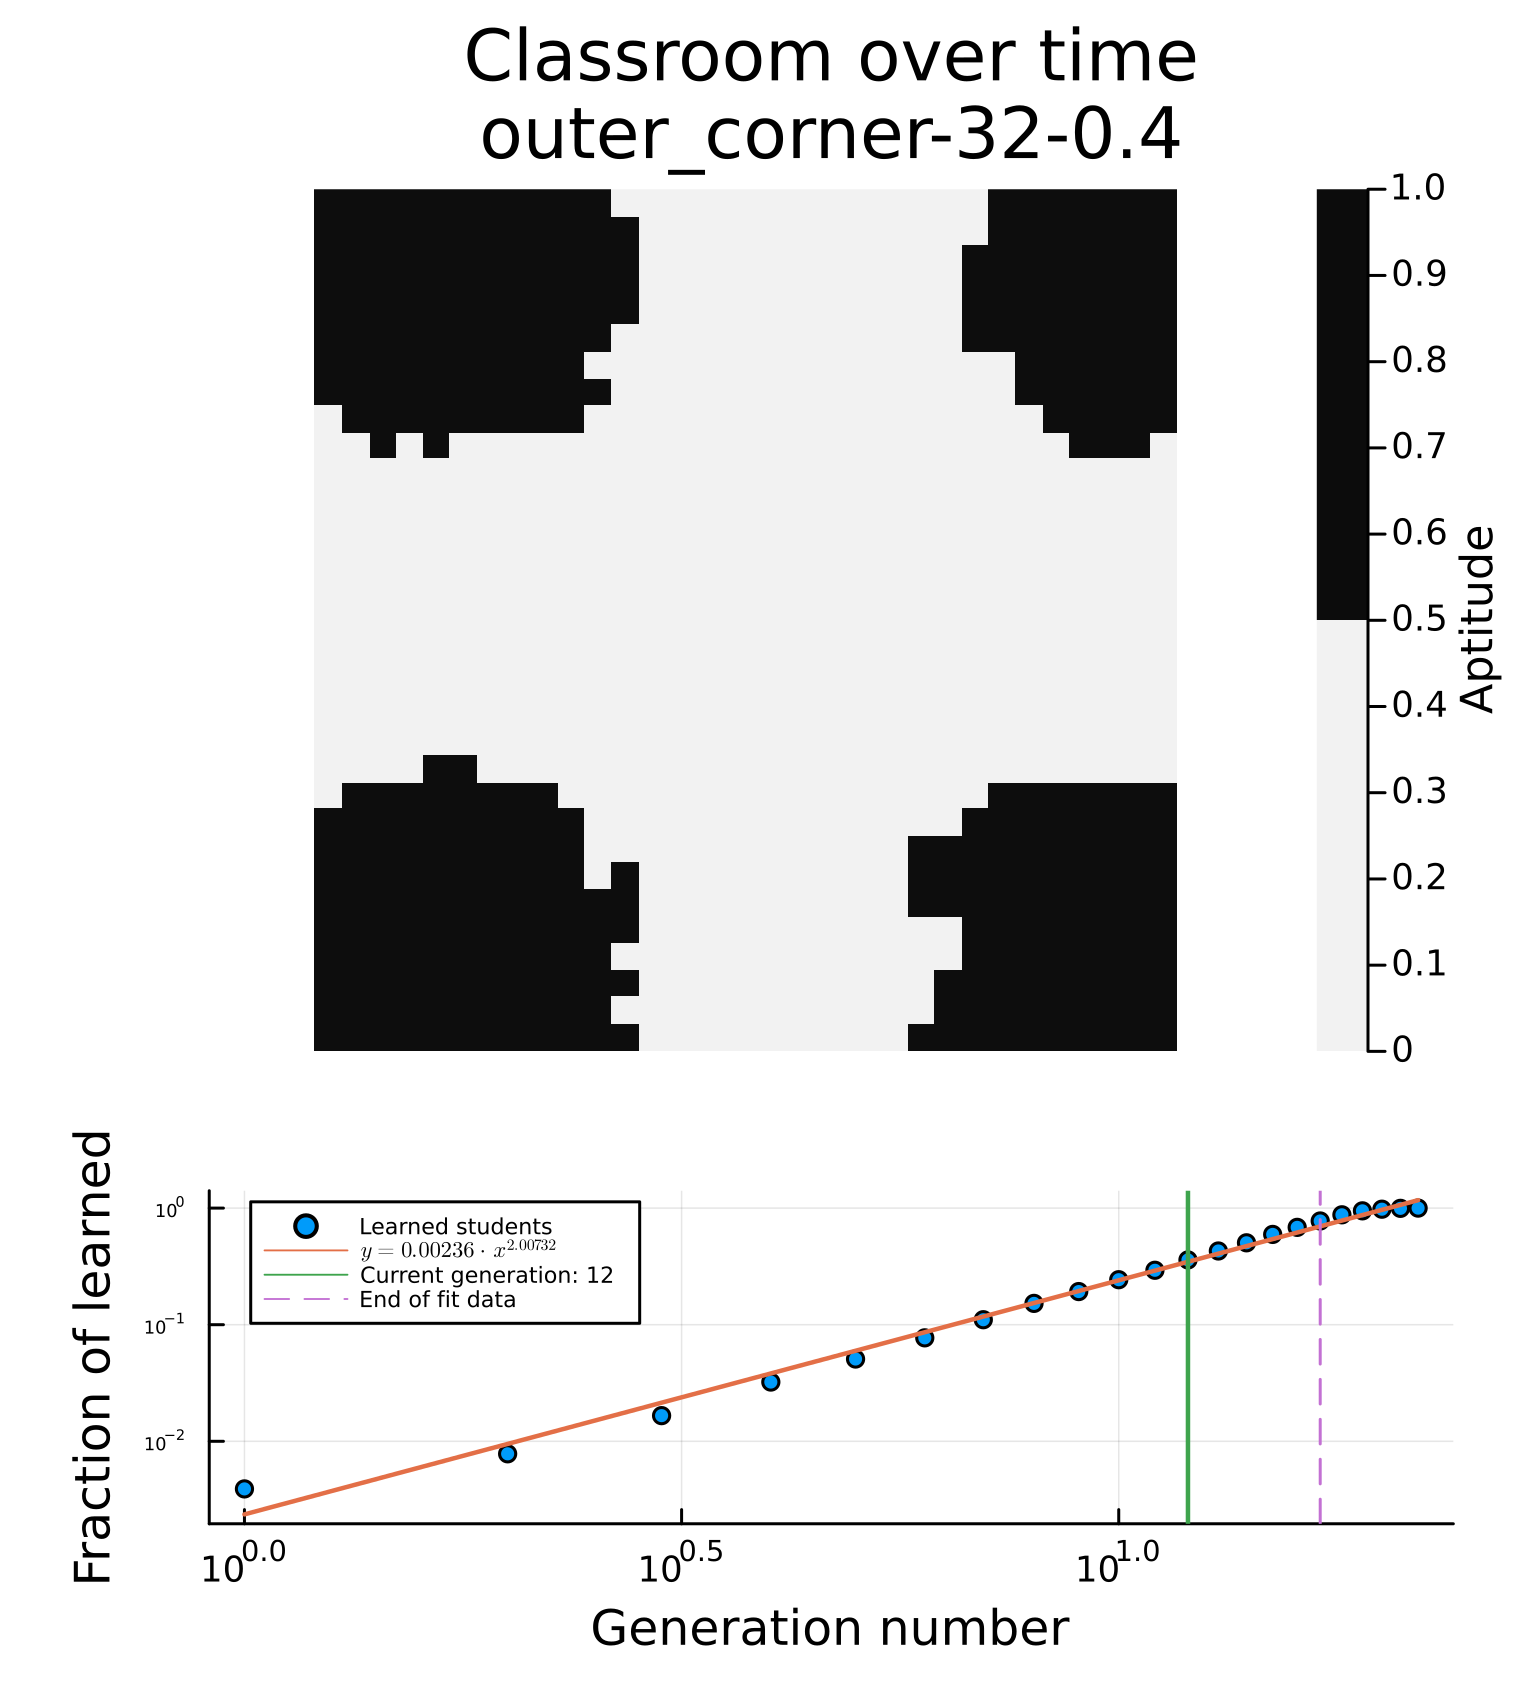 Classroom over time
outer_corner-32-0.4
1.0
0.9
0.8
0.7
0.6
0.5
0.4
0.3
0.2
0.1
0
Aptitude
Fraction of learned
10⁰
10⁻¹
10⁻²
Learned students
y = 0.00236 · x^2.00732
Current generation: 12
End of fit data
10^0.0
10^0.5
10^1.0
Generation number